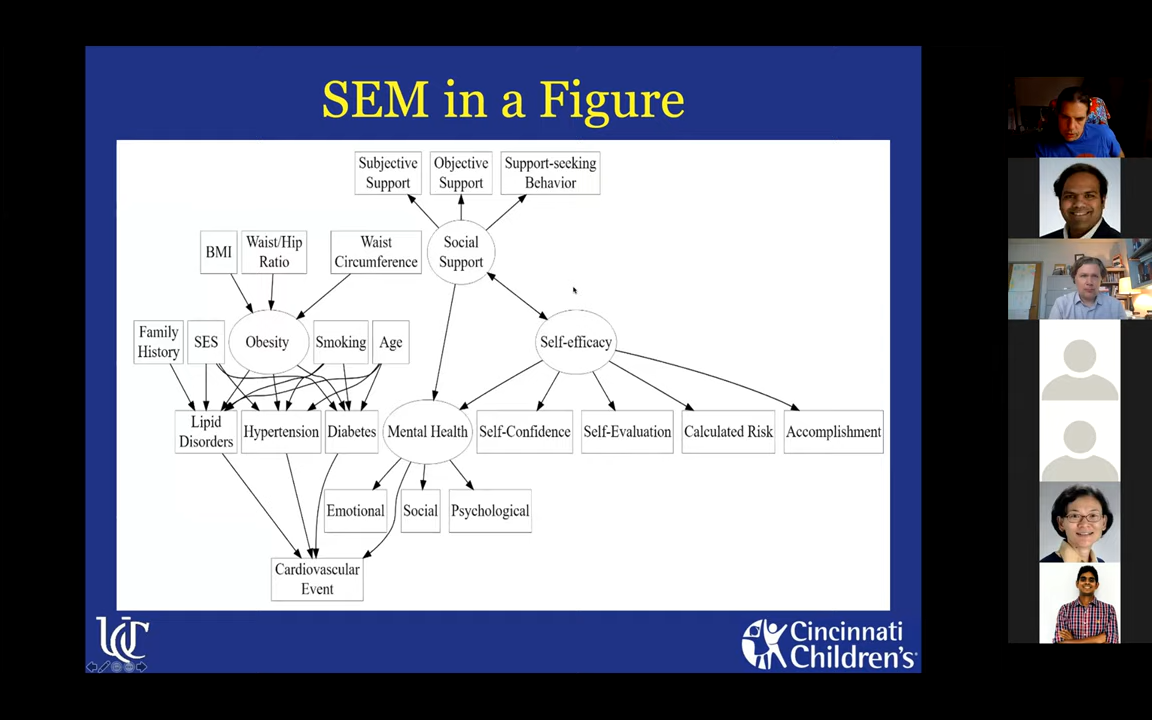 SEM in a Figure
Subjective
Support
Objective
Support
Support-seeking
Behavior
BMI
Waist/Hip
Ratio
Waist
Circumference
Social
Support
Family
History
SES
Obesity
Smoking
Age
Self-efficacy
Lipid
Disorders
Hypertension
Diabetes
Mental Health
Self-Confidence
Self-Evaluation
Calculated Risk
Accomplishment
Emotional
Social
Psychological
Cardiovascular
Event
UC
Cincinnati
Children's